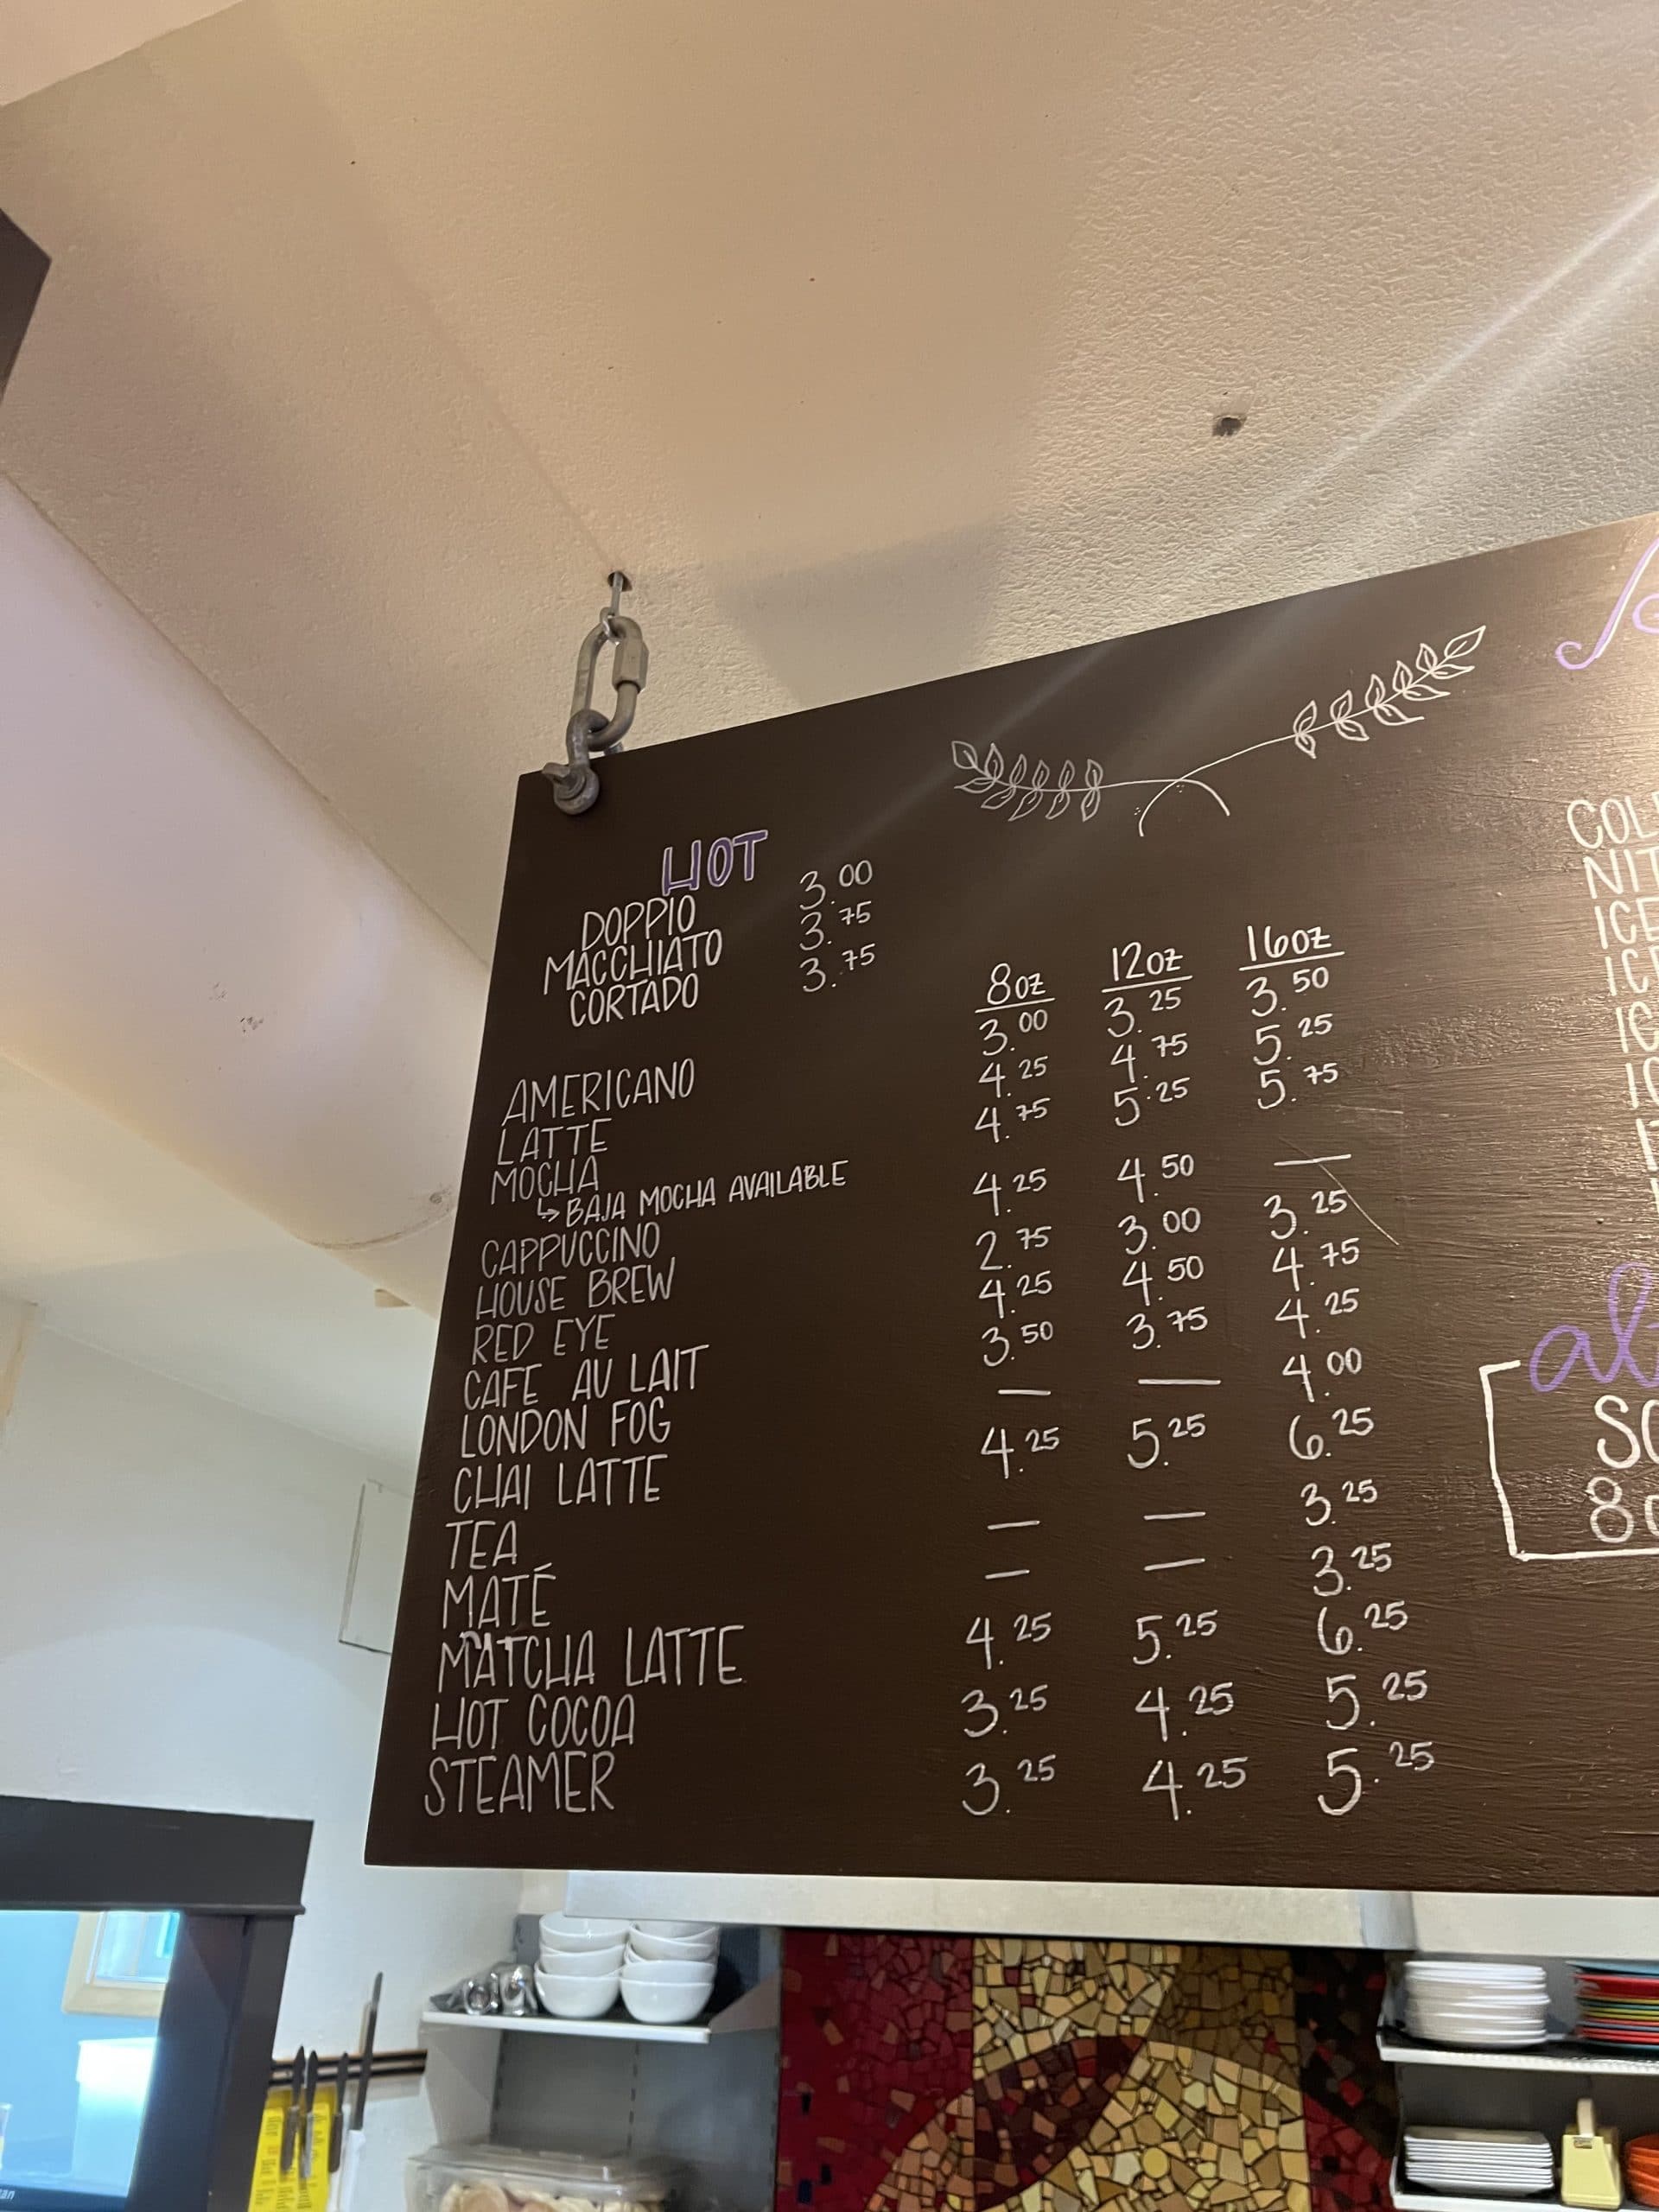 HOT
DOPPIO 3.00
MACCHIATO 3.75
CORTADO 3.75
8oz 12oz 16oz
AMERICANO 3.00 3.25 3.50
LATTE 4.25 4.75 5.25
MOCHA 4.75 5.25 5.75
↳ BAJA MOCHA AVAILABLE
CAPPUCCINO 4.25 4.50 —
HOUSE BREW 2.75 3.00 3.25
RED EYE 4.25 4.50 4.75
CAFE AU LAIT 3.50 3.75 4.25
LONDON FOG — — 4.00
CHAI LATTE 4.25 5.25 6.25
TEA — — 3.25
MATÉ — — 3.25
MATCHA LATTE 4.25 5.25 6.25
HOT COCOA 3.25 4.25 5.25
STEAMER 3.25 4.25 5.25